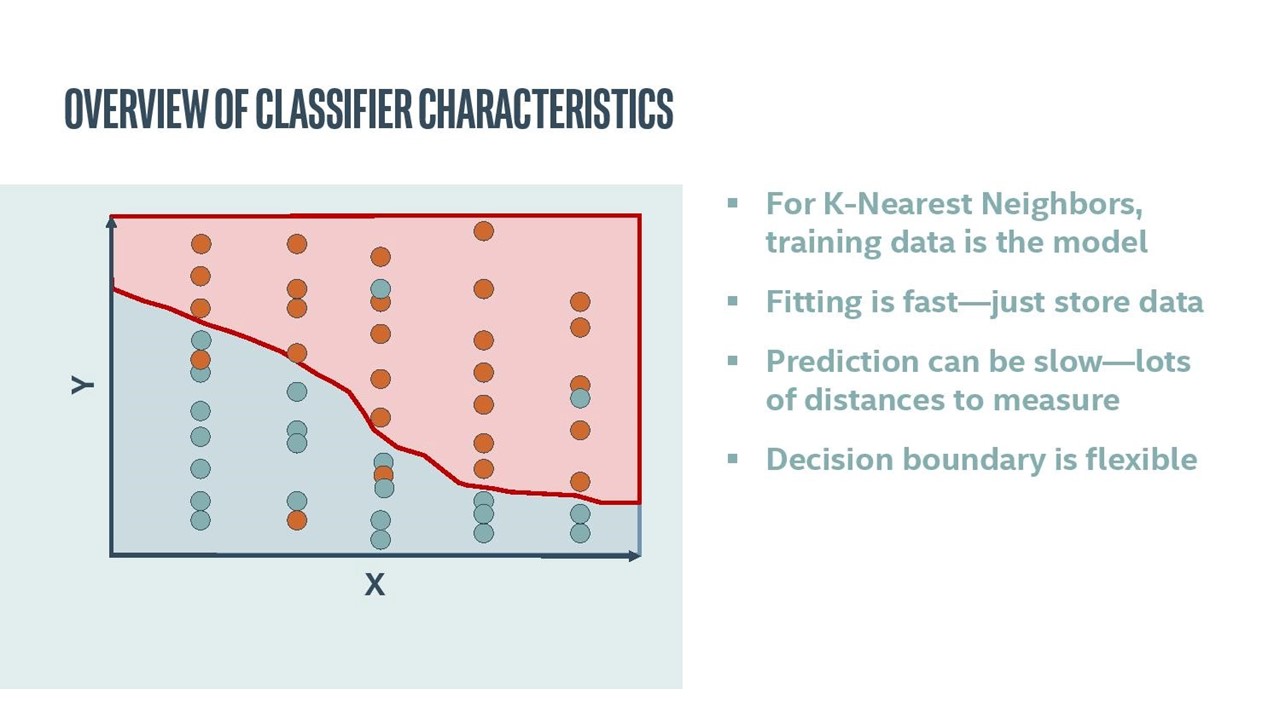 OVERVIEW OF CLASSIFIER CHARACTERISTICS
Y
X
▪ For K-Nearest Neighbors,
training data is the model
▪ Fitting is fast—just store data
▪ Prediction can be slow—lots
of distances to measure
▪ Decision boundary is flexible